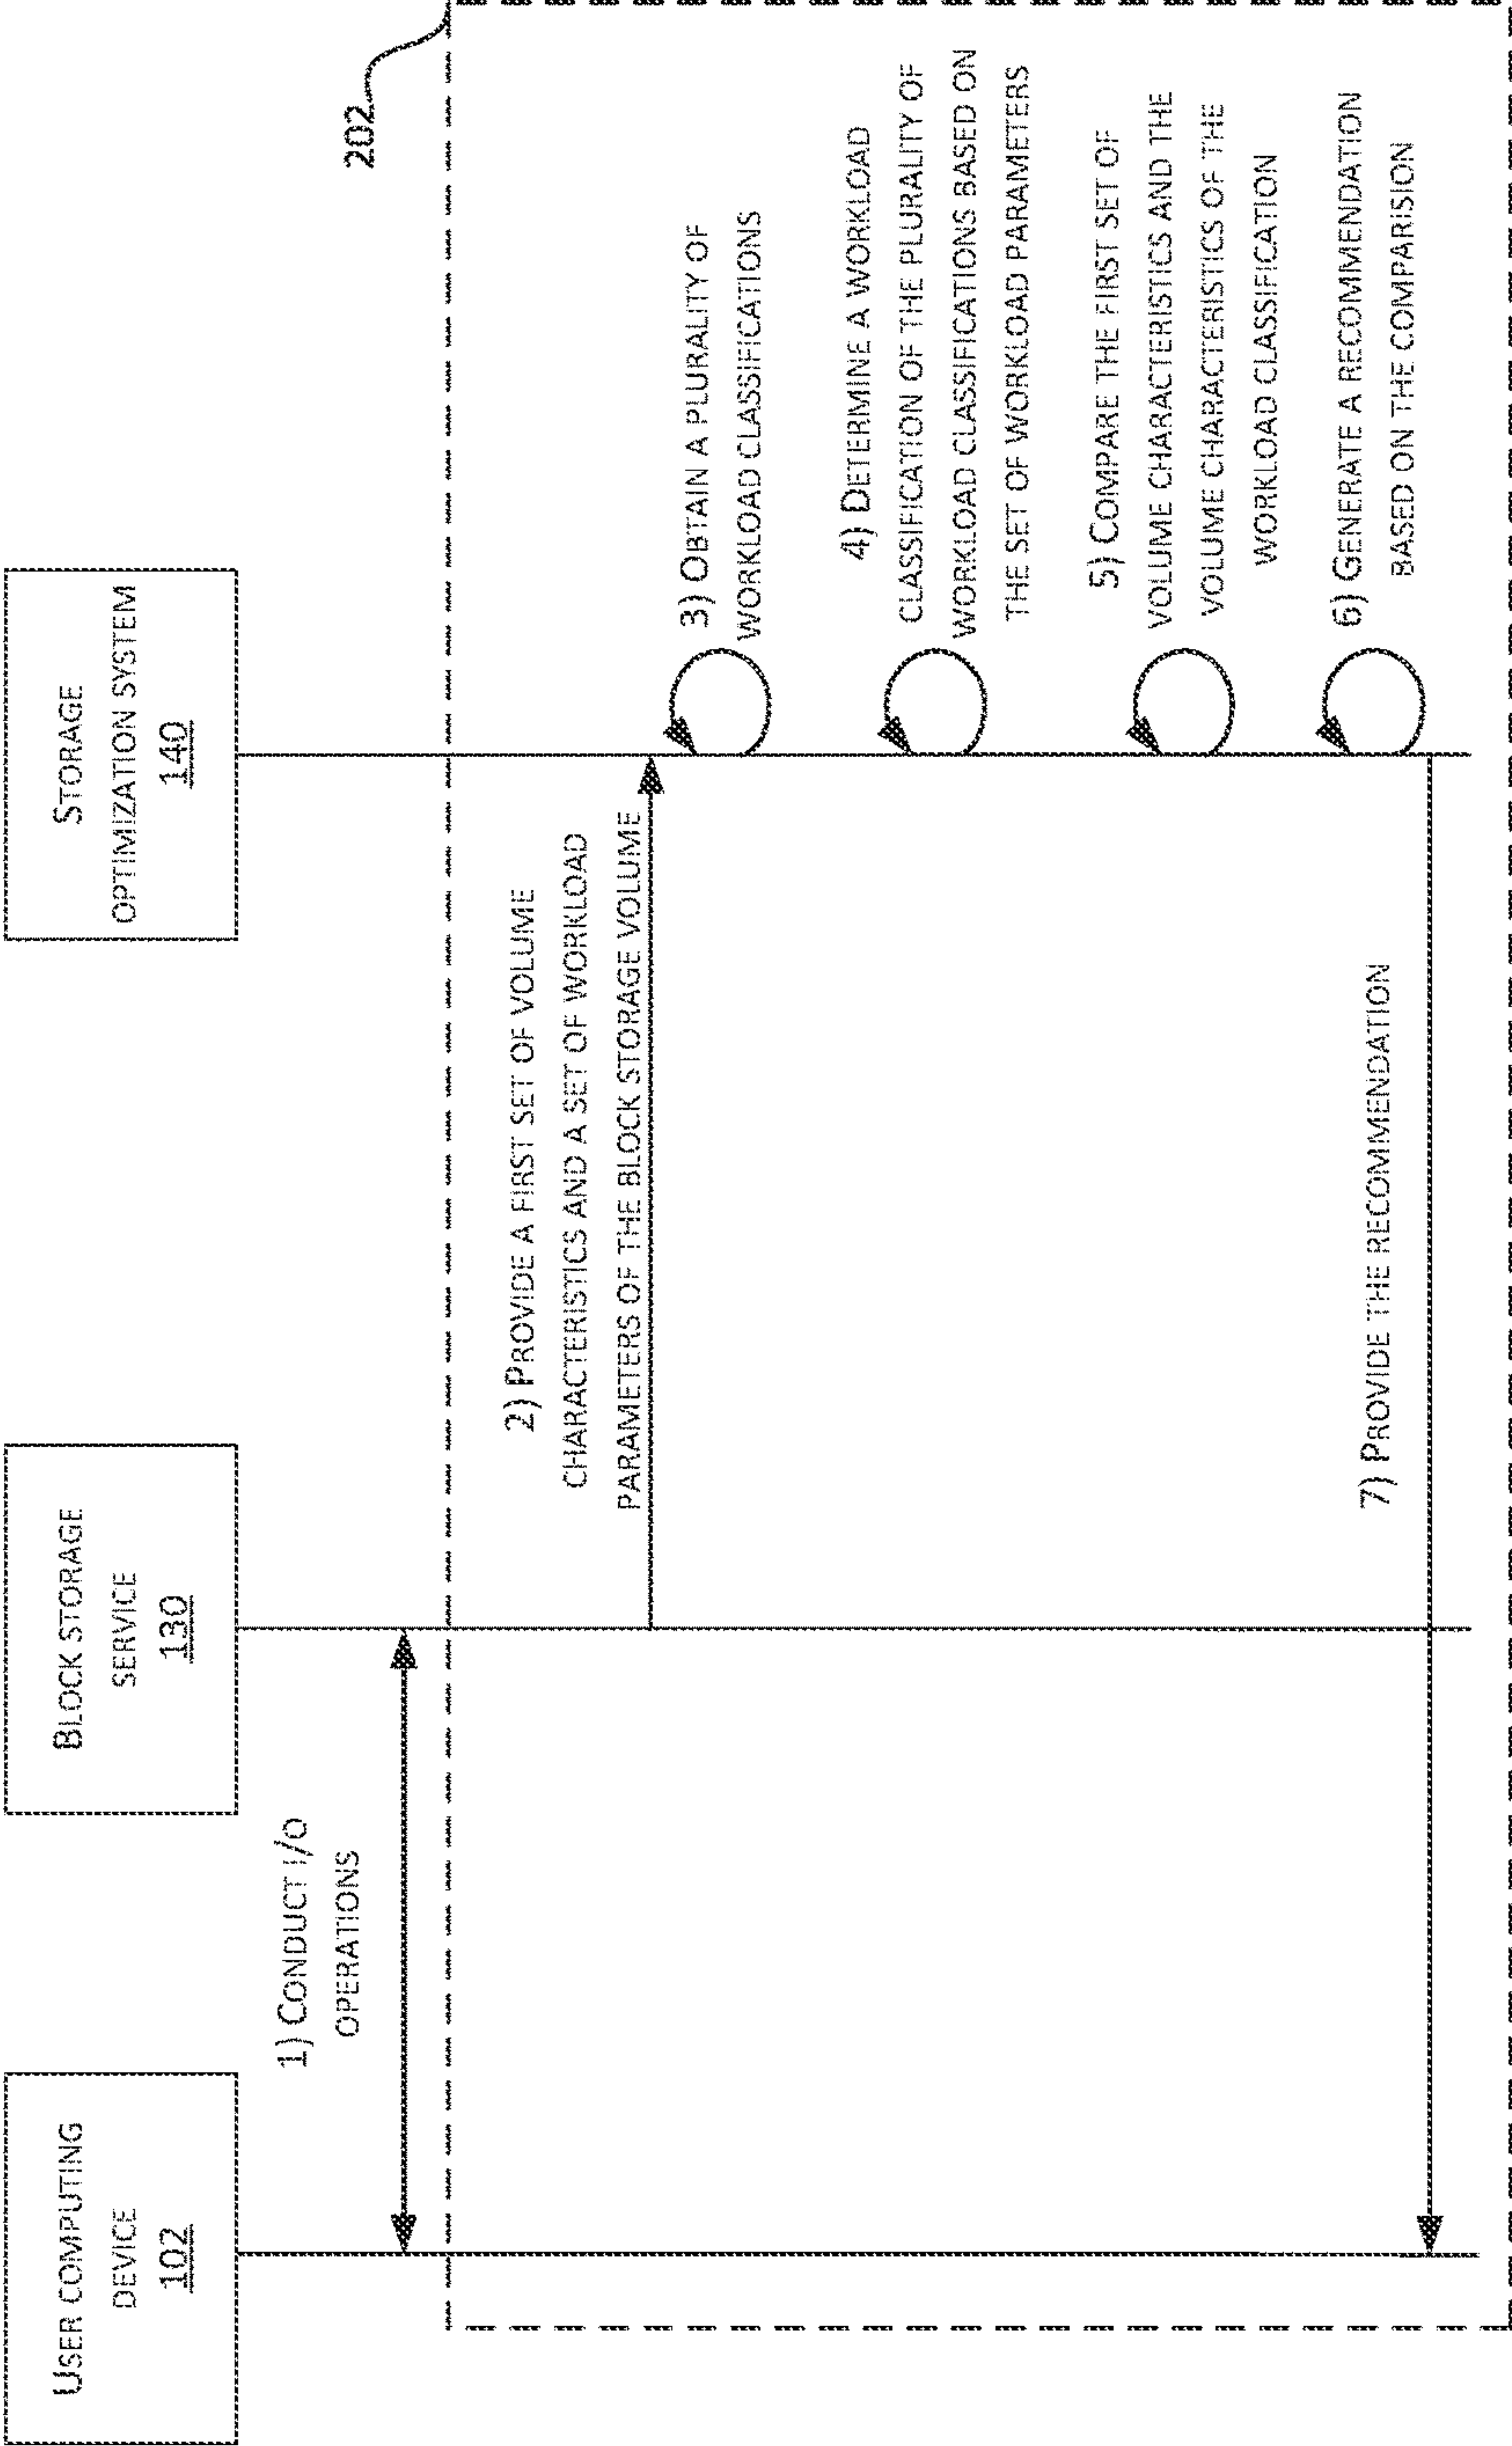 USER COMPUTING
DEVICE
102
BLOCK STORAGE
SERVICE
130
STORAGE
OPTIMIZATION SYSTEM
140
1) CONDUCT I/O
OPERATIONS
202
2) PROVIDE A FIRST SET OF VOLUME
CHARACTERISTICS AND A SET OF WORKLOAD
PARAMETERS OF THE BLOCK STORAGE VOLUME
3) OBTAIN A PLURALITY OF
WORKLOAD CLASSIFICATIONS
4) DETERMINE A WORKLOAD
CLASSIFICATION OF THE PLURALITY OF
WORKLOAD CLASSIFICATIONS BASED ON
THE SET OF WORKLOAD PARAMETERS
5) COMPARE THE FIRST SET OF
VOLUME CHARACTERISTICS AND THE
VOLUME CHARACTERISTICS OF THE
WORKLOAD CLASSIFICATION
6) GENERATE A RECOMMENDATION
BASED ON THE COMPARISION
7) PROVIDE THE RECOMMENDATION